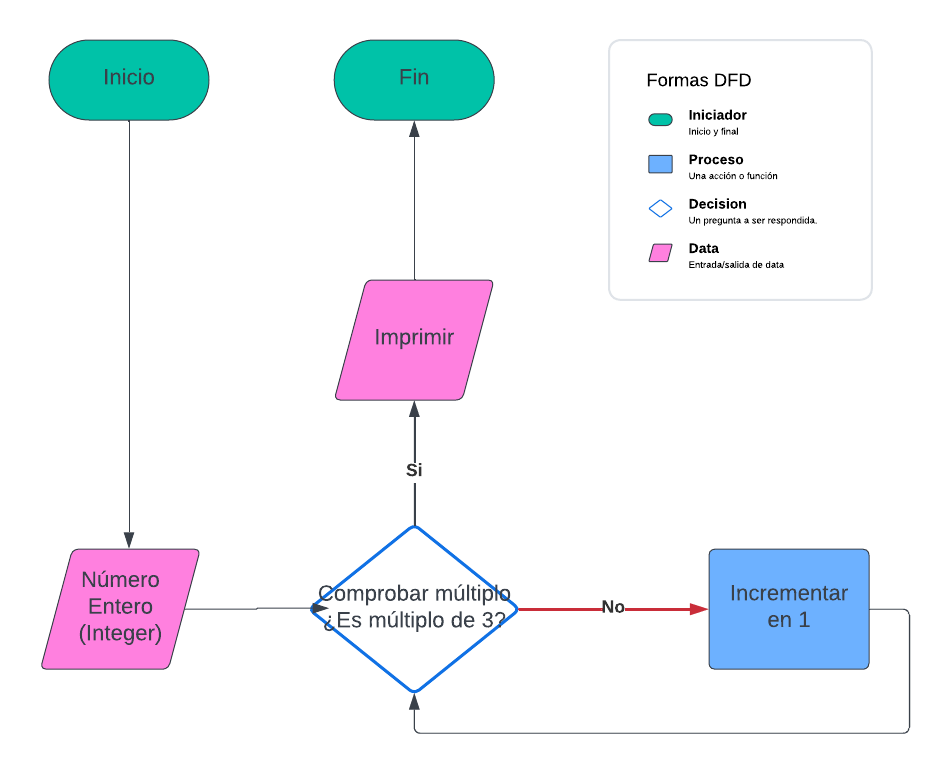 Inicio
Fin
Formas DFD
Iniciador
Inicio y final
Proceso
Una acción o función
Decision
Un pregunta a ser respondida.
Data
Entrada/salida de data
Imprimir
Si
Número
Entero
(Integer)
Comprobar múltiplo
¿Es múltiplo de 3?
No
Incrementar
en 1